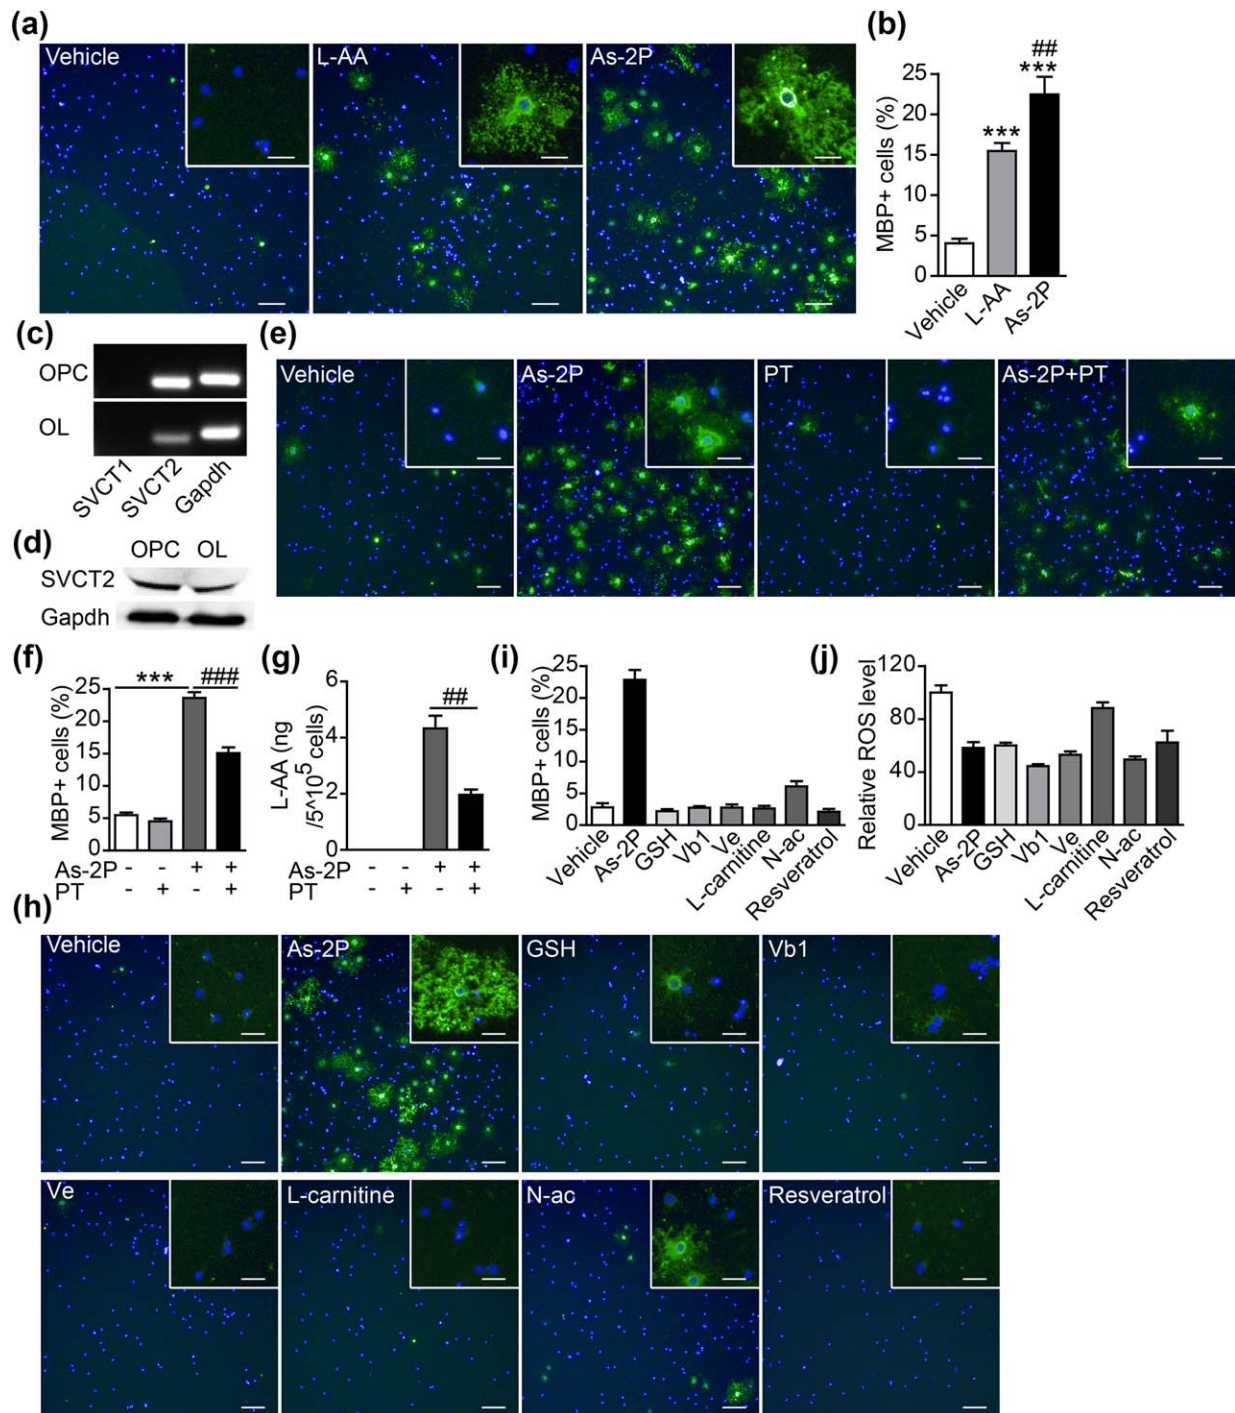 (a)
Vehicle
L-AA
As-2P
(b)
##
***
***
MBP+ cells (%)
25
20
15
10
5
0
Vehicle
L-AA
As-2P
(c)
OPC
OL
SVCT1
SVCT2
Gapdh
(d)
OPC OL
SVCT2
Gapdh
(e)
Vehicle
As-2P
PT
As-2P+PT
(f)
*** ###
MBP+ cells (%)
25
20
15
10
5
0
As-2P - - + +
PT - + - +
(g)
##
L-AA (ng
/5^10^5 cells)
6
4
2
0
As-2P - - + +
PT - + - +
(i)
MBP+ cells (%)
25
20
15
10
5
0
Vehicle
As-2P
GSH
Vb1
Ve
L-carnitine
N-ac
Resveratrol
(j)
Relative ROS level
120
80
40
0
Vehicle
As-2P
GSH
Vb1
Ve
L-carnitine
N-ac
Resveratrol
(h)
Vehicle
As-2P
GSH
Vb1
Ve
L-carnitine
N-ac
Resveratrol